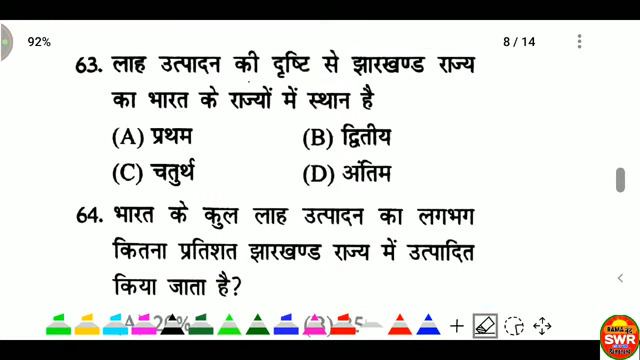 92%
8 / 14
63. लाह उत्पादन की दृष्टि से झारखण्ड राज्य
का भारत के राज्यों में स्थान है
(A) प्रथम (B) द्वितीय
(C) चतुर्थ (D) अंतिम
64. भारत के कुल लाह उत्पादन का लगभग
कितना प्रतिशत झारखण्ड राज्य में उत्पादित
किया जाता है?
SWR